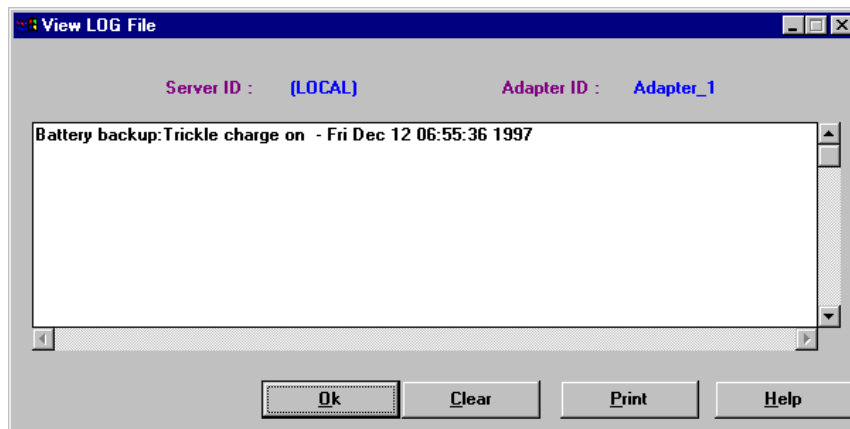 View LOG File
Server ID : (LOCAL) Adapter ID : Adapter_1
Battery backup:Trickle charge on - Fri Dec 12 06:55:36 1997
Ok Clear Print Help